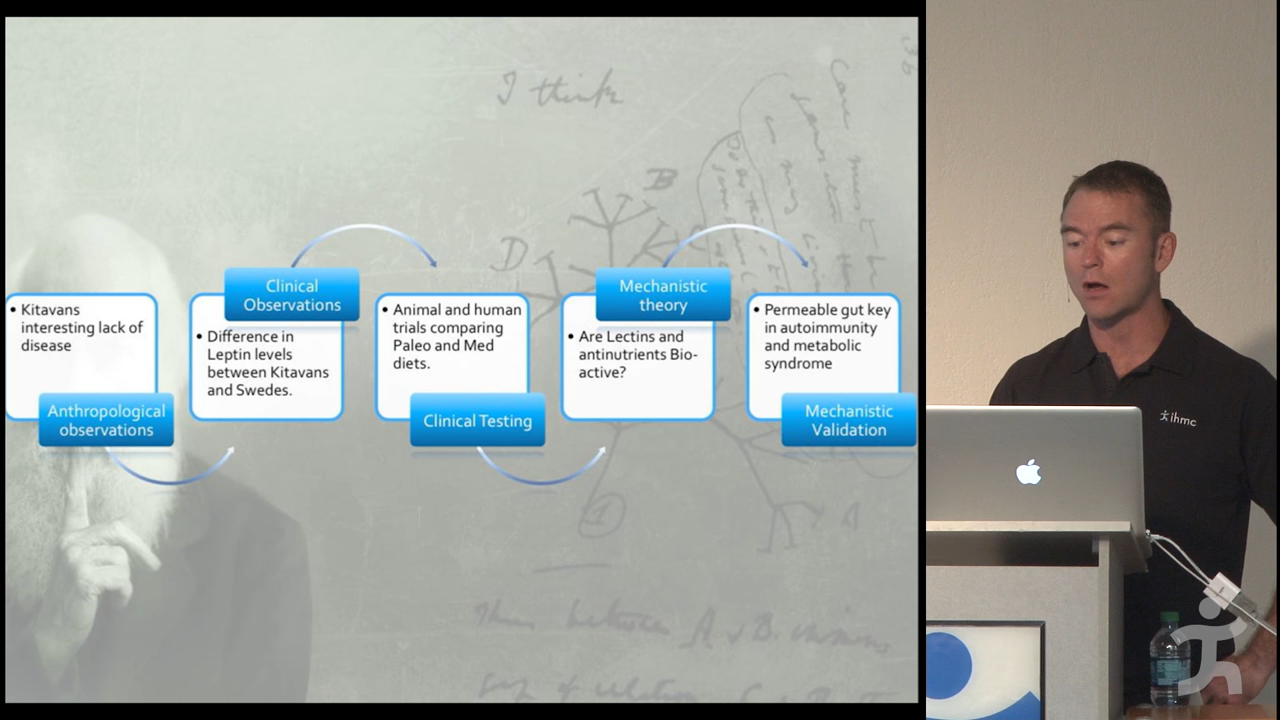 I think
B
D
Clinical
Observations
Mechanistic
theory
• Kitavans
interesting lack of
disease
Anthropological
observations
• Difference in
Leptin levels
between Kitavans
and Swedes.
• Animal and human
trials comparing
Paleo and Med
diets.
Clinical Testing
• Are Lectins and
antinutrients Bio-
active?
• Permeable gut key
in autoimmunity
and metabolic
syndrome
Mechanistic
Validation
A
1
between A & B.
ihmc